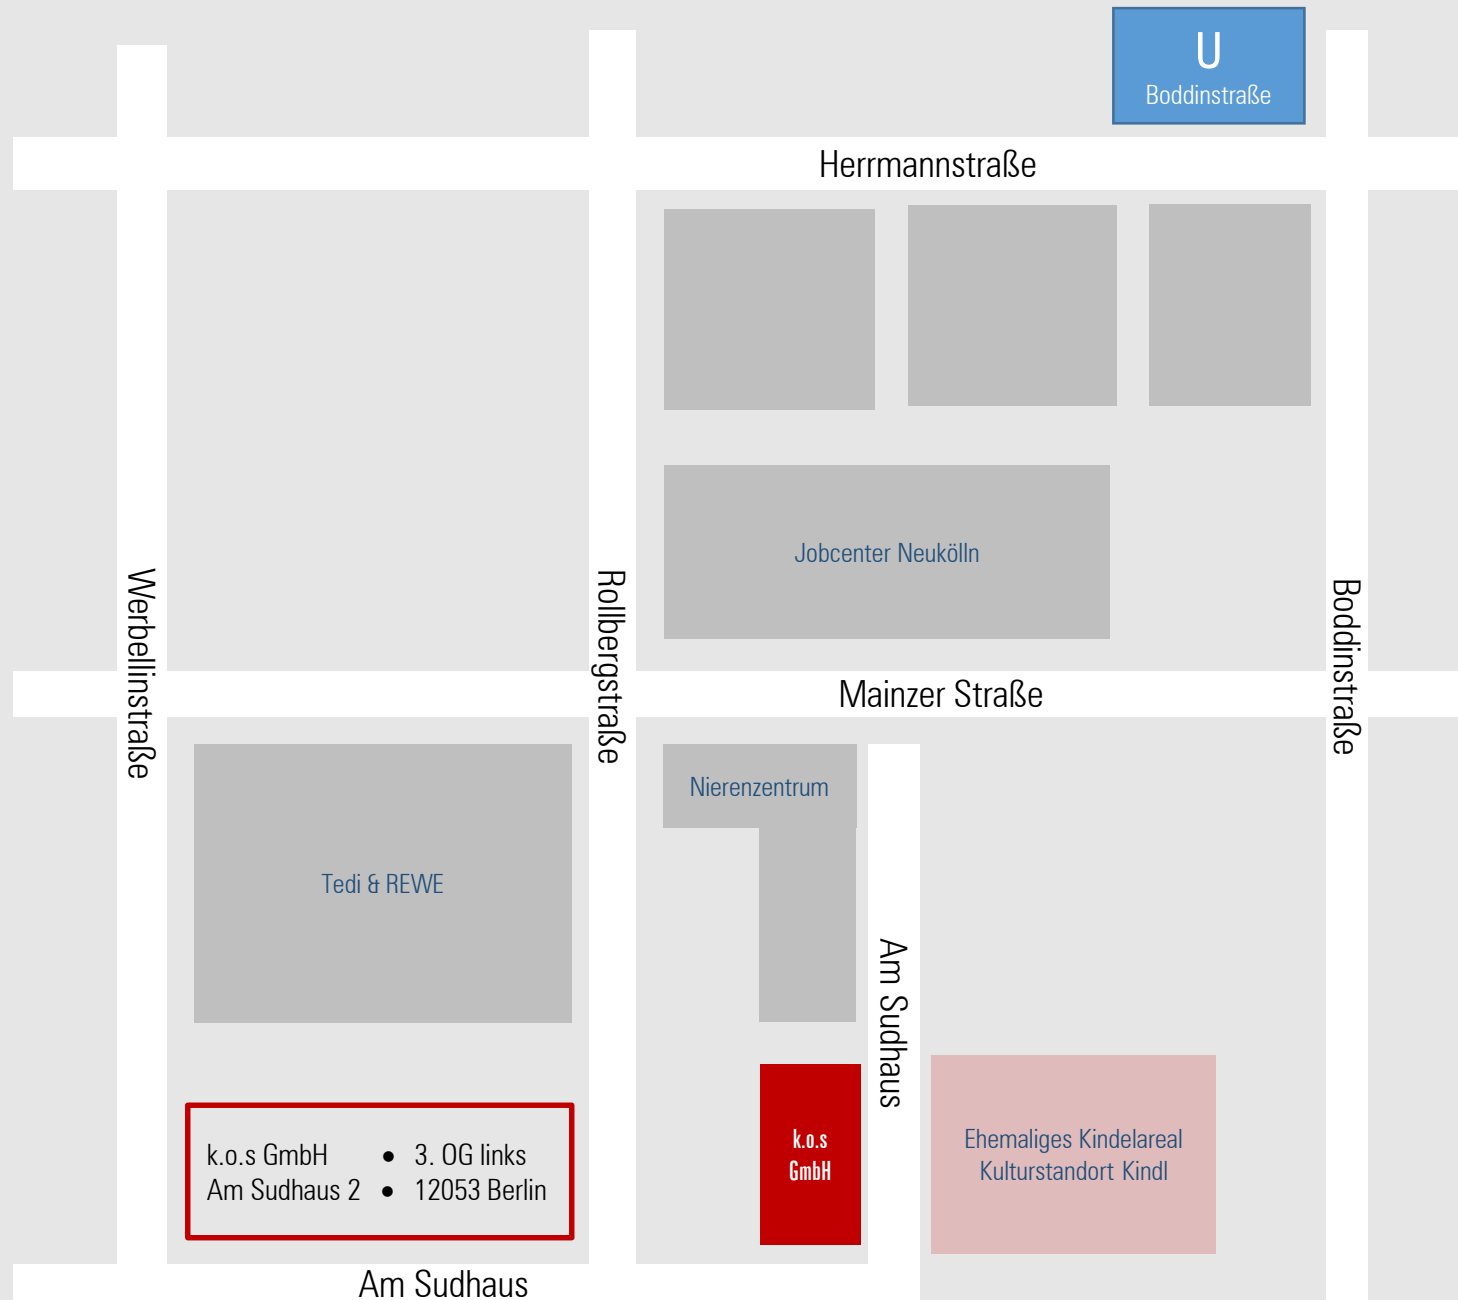 U
Boddinstraße
Herrmannstraße
Jobcenter Neukölln
Werbellinstraße
Rollbergstraße
Boddinstraße
Mainzer Straße
Nierenzentrum
Tedi & REWE
Am Sudhaus
k.o.s
GmbH
Ehemaliges Kindelareal
Kulturstandort Kindl
k.o.s GmbH ● 3. OG links
Am Sudhaus 2 ● 12053 Berlin
Am Sudhaus